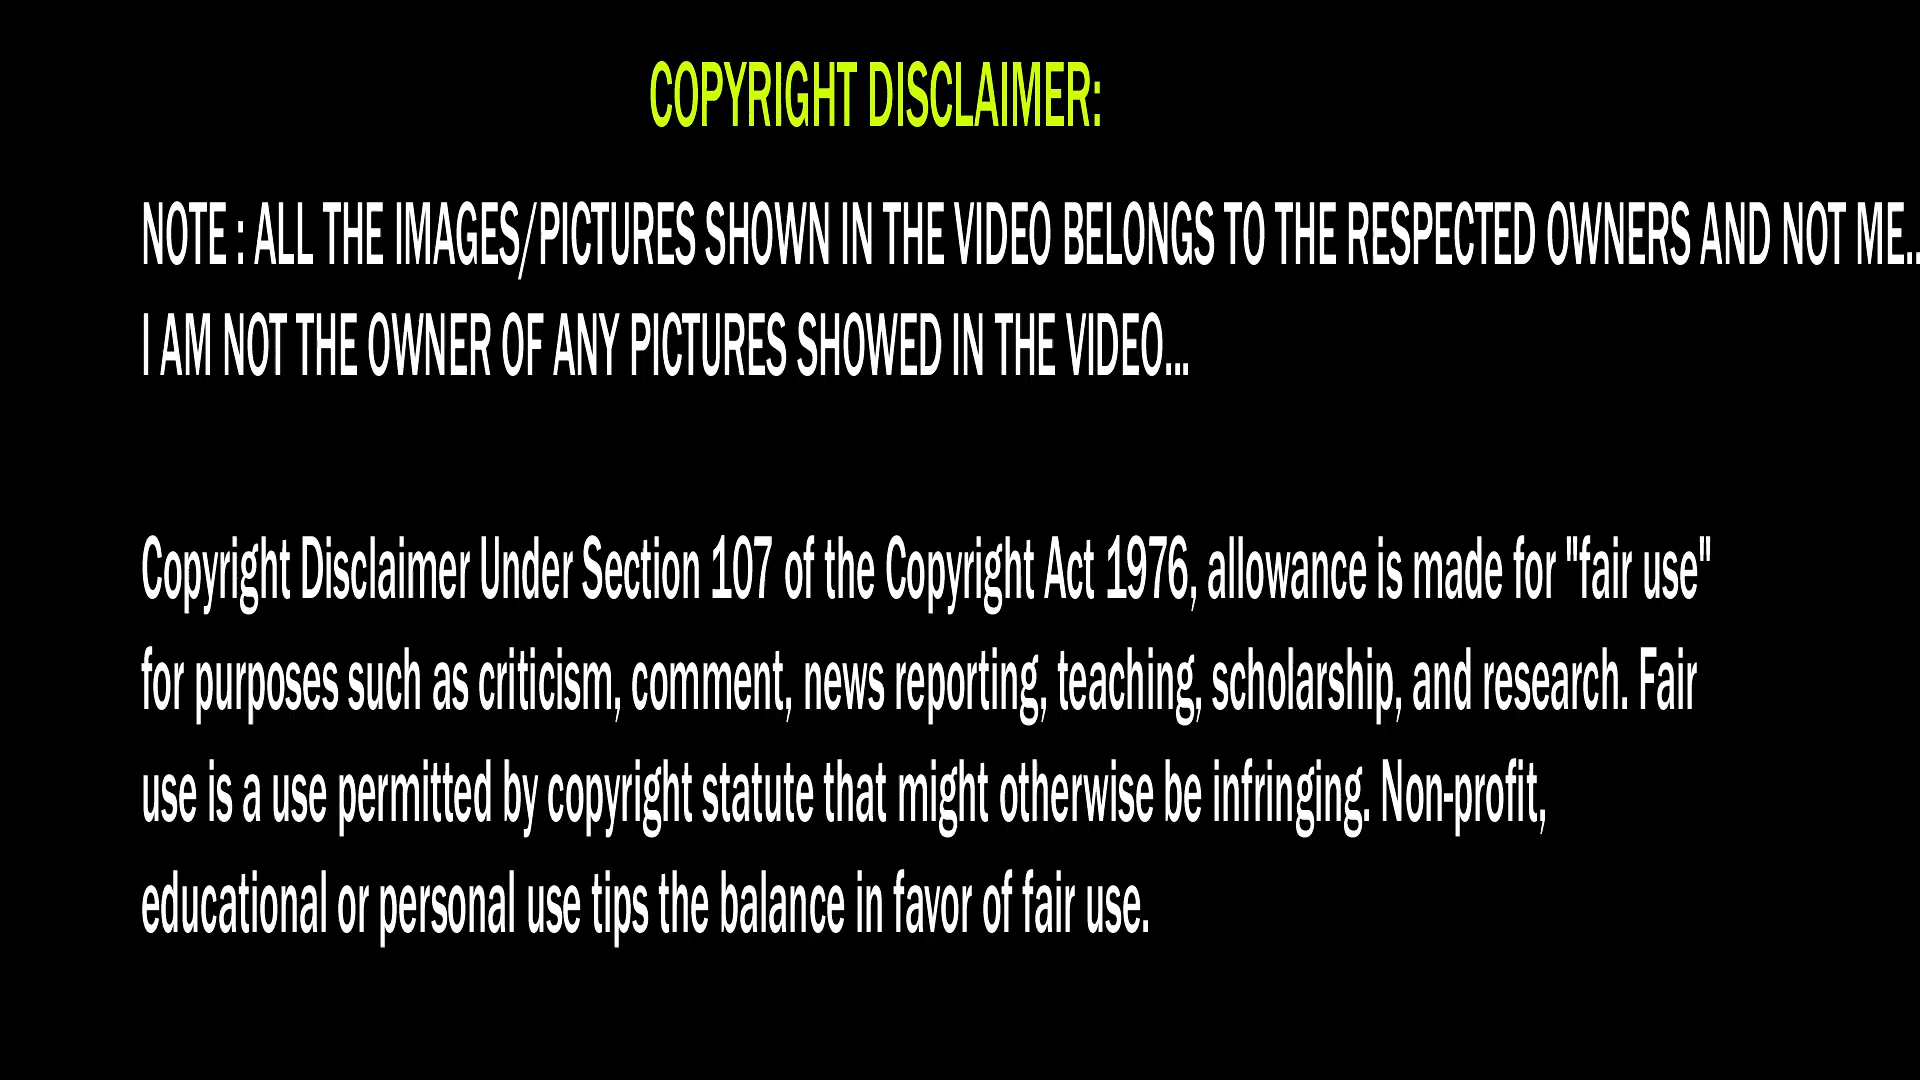 COPYRIGHT DISCLAIMER:
NOTE : ALL THE IMAGES/PICTURES SHOWN IN THE VIDEO BELONGS TO THE RESPECTED OWNERS AND NOT ME..
I AM NOT THE OWNER OF ANY PICTURES SHOWED IN THE VIDEO...
Copyright Disclaimer Under Section 107 of the Copyright Act 1976, allowance is made for "fair use"
for purposes such as criticism, comment, news reporting, teaching, scholarship, and research. Fair
use is a use permitted by copyright statute that might otherwise be infringing. Non-profit,
educational or personal use tips the balance in favor of fair use.